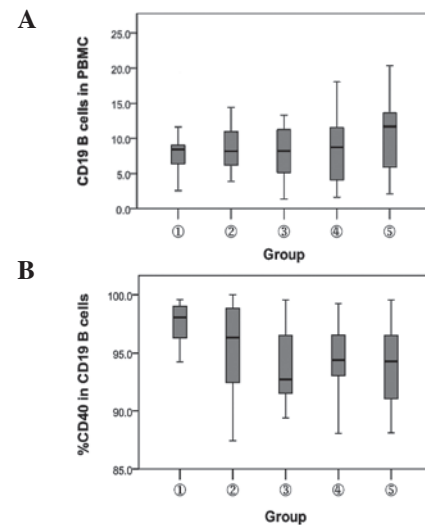 A
CD19 B cells in PBMC
25.0
20.0
15.0
10.0
5.0
0.0
① ② ③ ④ ⑤
Group
B
%CD40 in CD19 B cells
100.0
95.0
90.0
85.0
① ② ③ ④ ⑤
Group